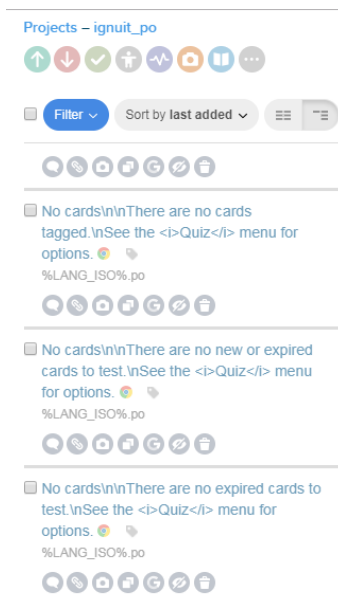 Projects – ignuit_po
Filter
Sort by last added
No cards\n\nThere are no cards
tagged.\nSee the <i>Quiz</i> menu for
options.
%LANG_ISO%.po
No cards\n\nThere are no new or expired
cards to test.\nSee the <i>Quiz</i> menu
for options.
%LANG_ISO%.po
No cards\n\nThere are no expired cards to
test.\nSee the <i>Quiz</i> menu for
options.
%LANG_ISO%.po